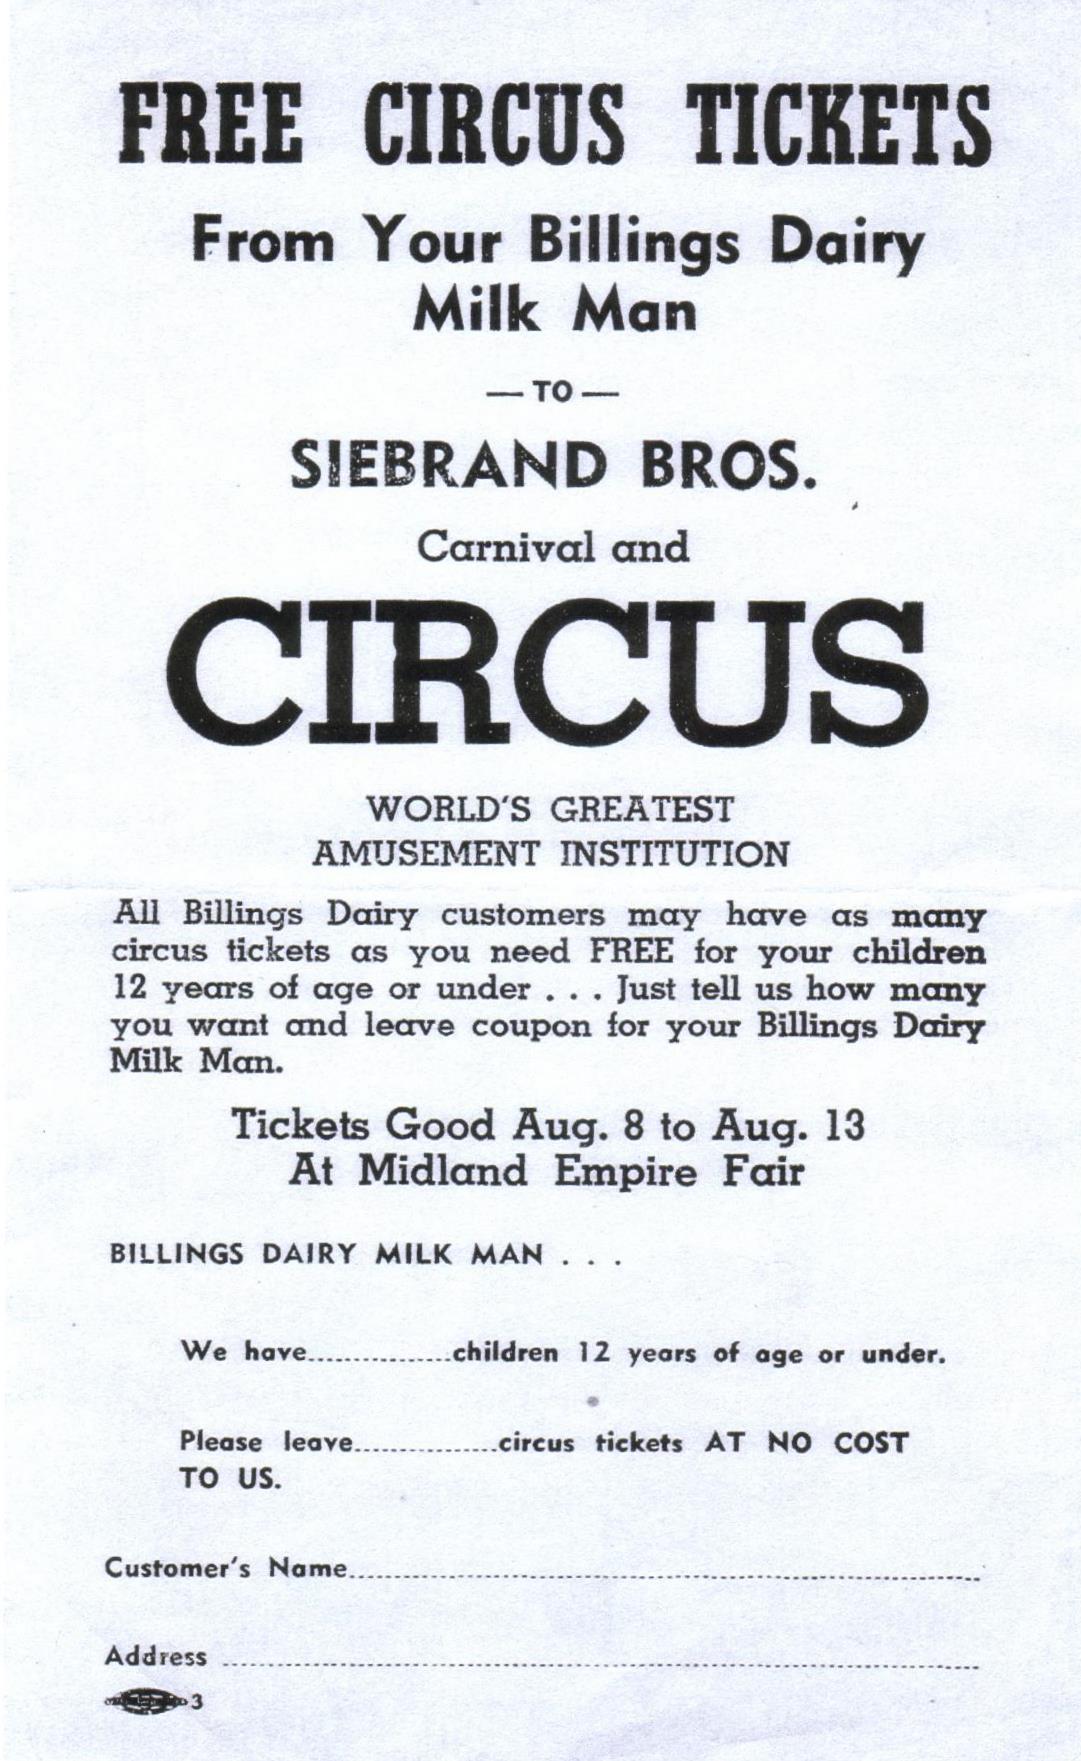 FREE CIRCUS TICKETS
From Your Billings Dairy
Milk Man
— TO —
SIEBRAND BROS.
Carnival and
CIRCUS
WORLD'S GREATEST
AMUSEMENT INSTITUTION
All Billings Dairy customers may have as many
circus tickets as you need FREE for your children
12 years of age or under . . . Just tell us how many
you want and leave coupon for your Billings Dairy
Milk Man.
Tickets Good Aug. 8 to Aug. 13
At Midland Empire Fair
BILLINGS DAIRY MILK MAN . . .
We have................children 12 years of age or under.
Please leave................circus tickets AT NO COST
TO US.
Customer's Name................................................................
Address ................................................................
3